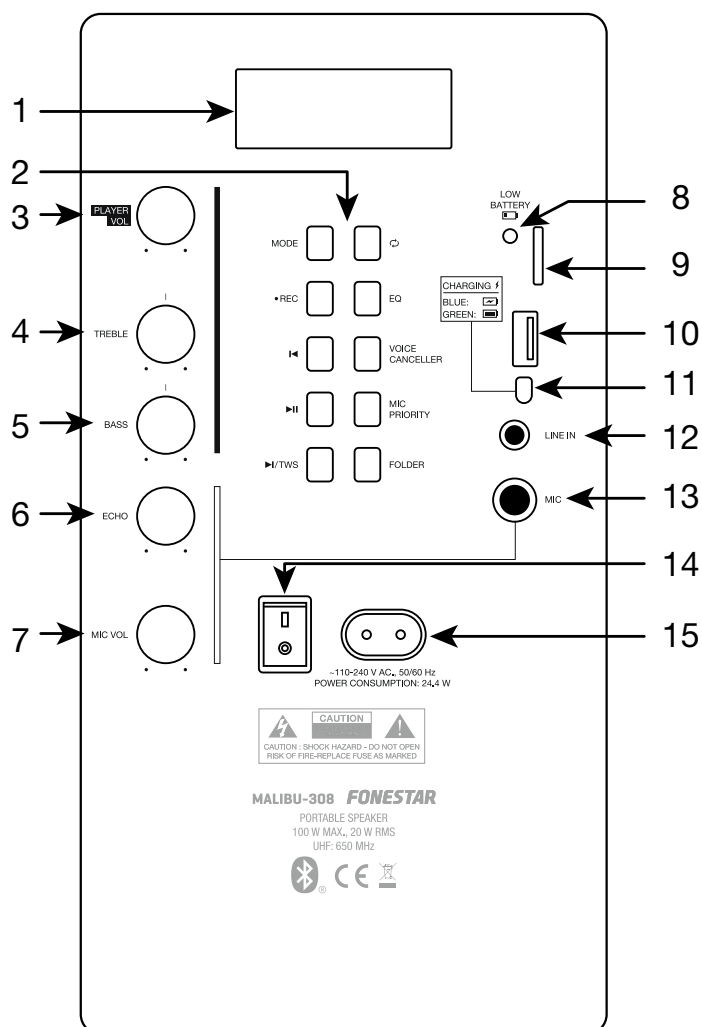 1
2
3
4
5
6
7
8
9
10
11
12
13
14
15
PLAYER
VOL
TREBLE
BASS
ECHO
MIC VOL
MODE
•REC
EQ
VOICE
CANCELLER
MIC
PRIORITY
/TWS
FOLDER
LOW
BATTERY
CHARGING
BLUE:
GREEN:
LINE IN
MIC
~110-240 V AC., 50/60 Hz
POWER CONSUMPTION: 24.4 W
CAUTION
CAUTION : SHOCK HAZARD - DO NOT OPEN
RISK OF FIRE-REPLACE FUSE AS MARKED
MALIBU-308 FONESTAR
PORTABLE SPEAKER
100 W MAX., 20 W RMS
UHF: 650 MHz
® CE